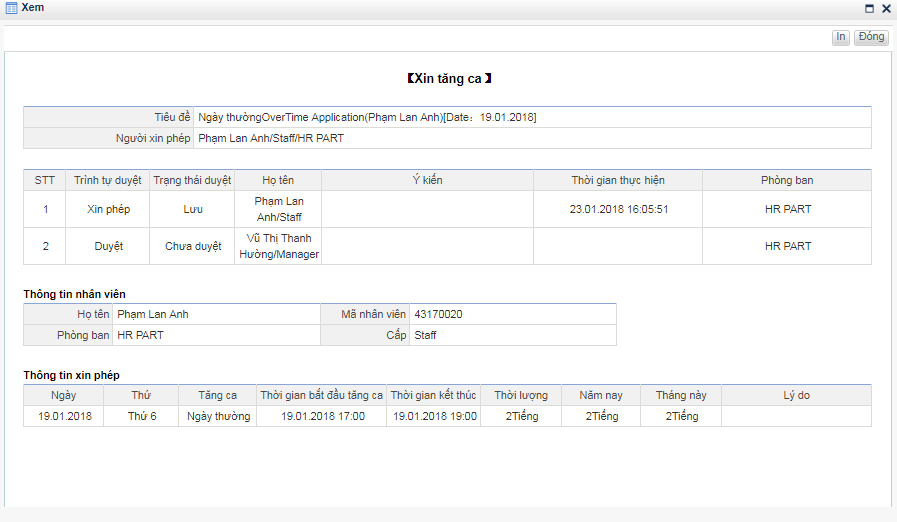 Xem
In Đóng
【Xin tăng ca】
Tiêu đề Ngày thườngOverTime Application(Phạm Lan Anh)[Date：19.01.2018]
Người xin phép Phạm Lan Anh/Staff/HR PART
STT Trình tự duyệt Trạng thái duyệt Họ tên Ý kiến Thời gian thực hiện Phòng ban
1 Xin phép Lưu Phạm Lan Anh/Staff 23.01.2018 16:05:51 HR PART
2 Duyệt Chưa duyệt Vũ Thị Thanh Hường/Manager HR PART
Thông tin nhân viên
Họ tên Phạm Lan Anh Mã nhân viên 43170020
Phòng ban HR PART Cấp Staff
Thông tin xin phép
Ngày Thứ Tăng ca Thời gian bắt đầu tăng ca Thời gian kết thúc Thời lượng Năm nay Tháng này Lý do
19.01.2018 Thứ 6 Ngày thường 19.01.2018 17:00 19.01.2018 19:00 2Tiếng 2Tiếng 2Tiếng